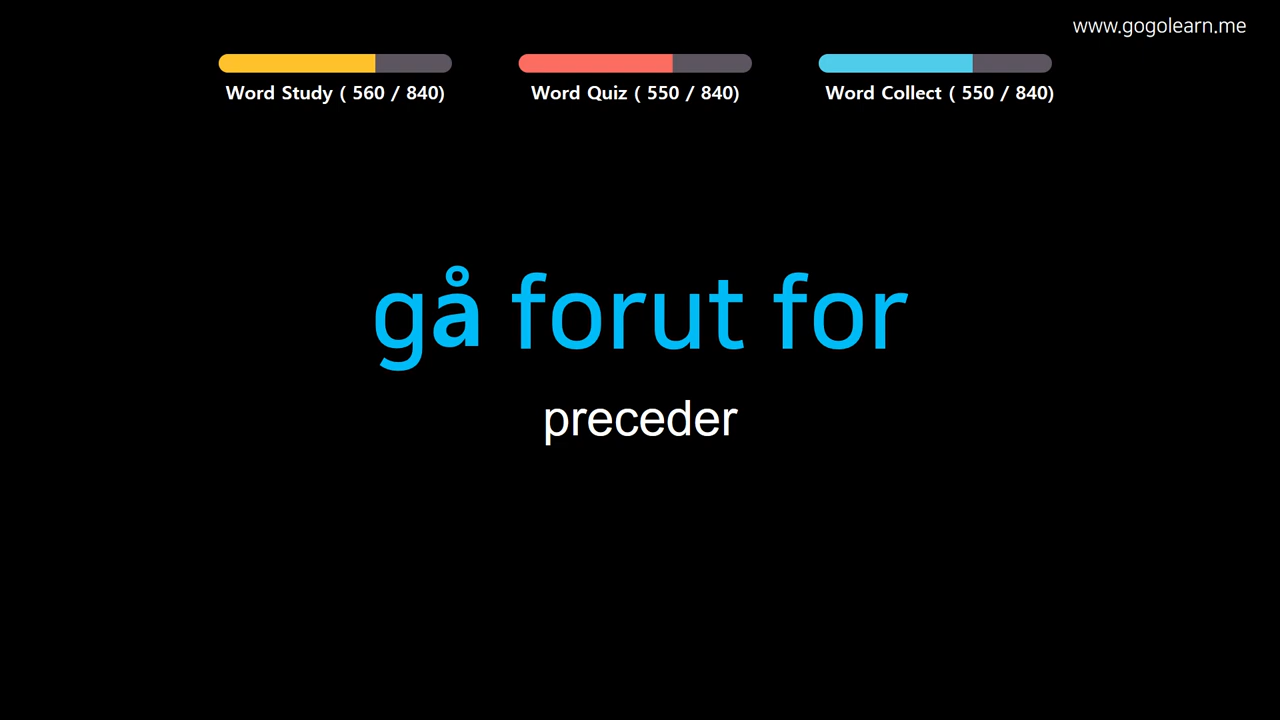 www.gogolearn.me
Word Study ( 560 / 840)
Word Quiz ( 550 / 840)
Word Collect ( 550 / 840)
gå forut for
preceder